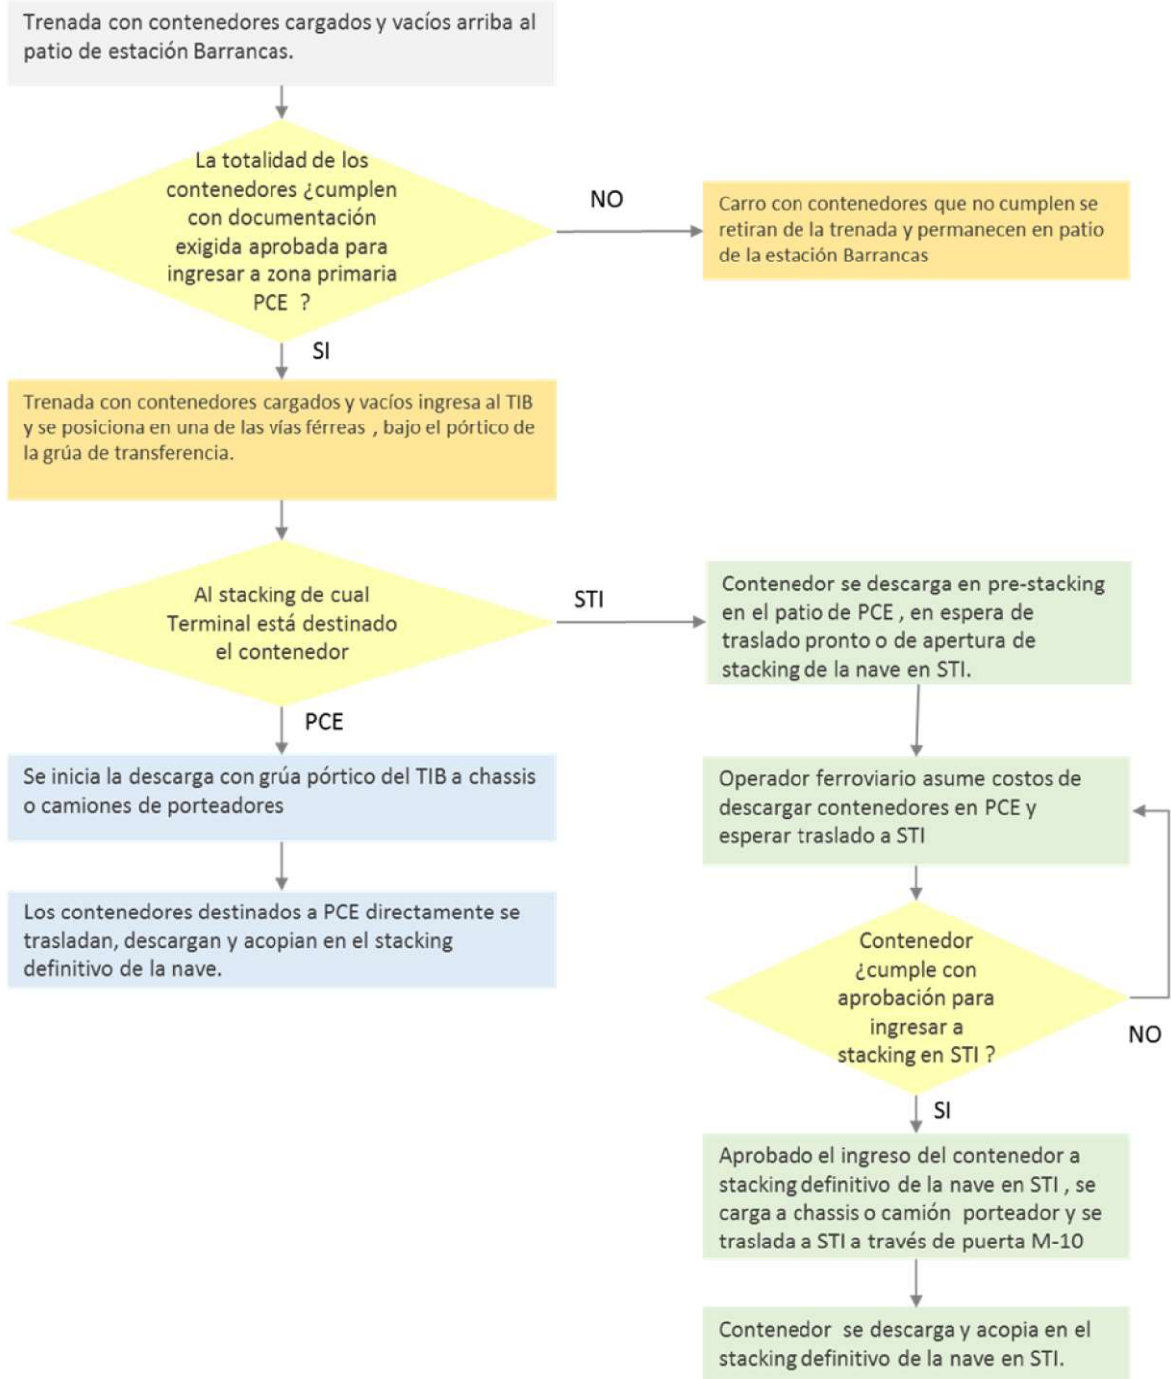 Trenada con contenedores cargados y vacíos arriba al
patio de estación Barrancas.
La totalidad de los
contenedores ¿cumplen
con documentación
exigida aprobada para
ingresar a zona primaria
PCE ?
NO
Carro con contenedores que no cumplen se
retiran de la trenada y permanecen en patio
de la estación Barrancas
SI
Trenada con contenedores cargados y vacíos ingresa al TIB
y se posiciona en una de las vías férreas , bajo el pórtico de
la grúa de transferencia.
Al stacking de cual
Terminal está destinado
el contenedor
STI
Contenedor se descarga en pre-stacking
en el patio de PCE , en espera de
traslado pronto o de apertura de
stacking de la nave en STI.
PCE
Se inicia la descarga con grúa pórtico del TIB a chassis
o camiones de porteadores
Operador ferroviario asume costos de
descargar contenedores en PCE y
esperar traslado a STI
Los contenedores destinados a PCE directamente se
trasladan, descargan y acopian en el stacking
definitivo de la nave.
Contenedor
¿cumple con
aprobación para
ingresar a
stacking en STI ?
NO
SI
Aprobado el ingreso del contenedor a
stacking definitivo de la nave en STI , se
carga a chassis o camión porteador y se
traslada a STI a través de puerta M-10
Contenedor se descarga y acopia en el
stacking definitivo de la nave en STI.